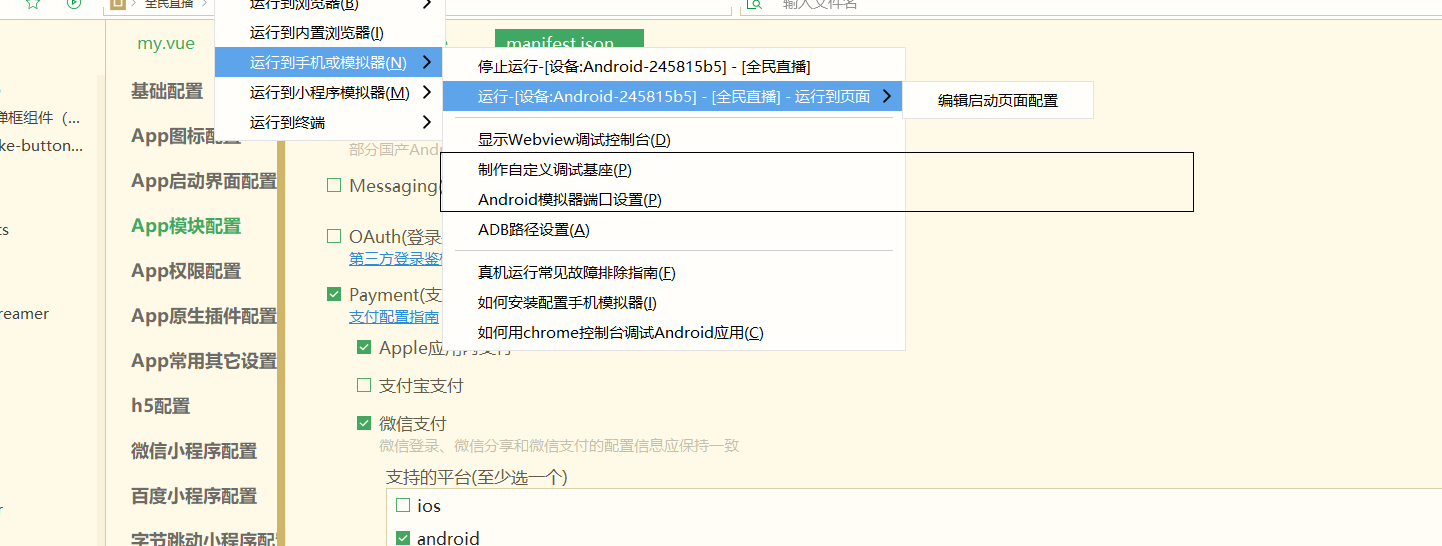 全民直播
输入文件名
运行到浏览器(B)
my.vue
运行到内置浏览器(I)
manifest.json
运行到手机或模拟器(N)
停止运行-[设备:Android-245815b5] - [全民直播]
基础配置
运行到小程序模拟器(M)
运行-[设备:Android-245815b5] - [全民直播] - 运行到页面
编辑启动页面配置
弹框组件（...
运行到终端
App图标配置
显示Webview调试控制台(D)
ke-button...
部分国产Andr
制作自定义调试基座(P)
App启动界面配置
Messaging(
Android模拟器端口设置(P)
App模块配置
ts
OAuth(登录
ADB路径设置(A)
第三方登录鉴权
App权限配置
真机运行常见故障排除指南(F)
Payment(支
如何安装配置手机模拟器(I)
reamer
App原生插件配置
支付配置指南
如何用chrome控制台调试Android应用(C)
Apple应用内支付
App常用其它设置
支付宝支付
h5配置
微信支付
微信登录、微信分享和微信支付的配置信息应保持一致
微信小程序配置
支持的平台(至少选一个)
百度小程序配置
ios
字节跳动小程序配
android